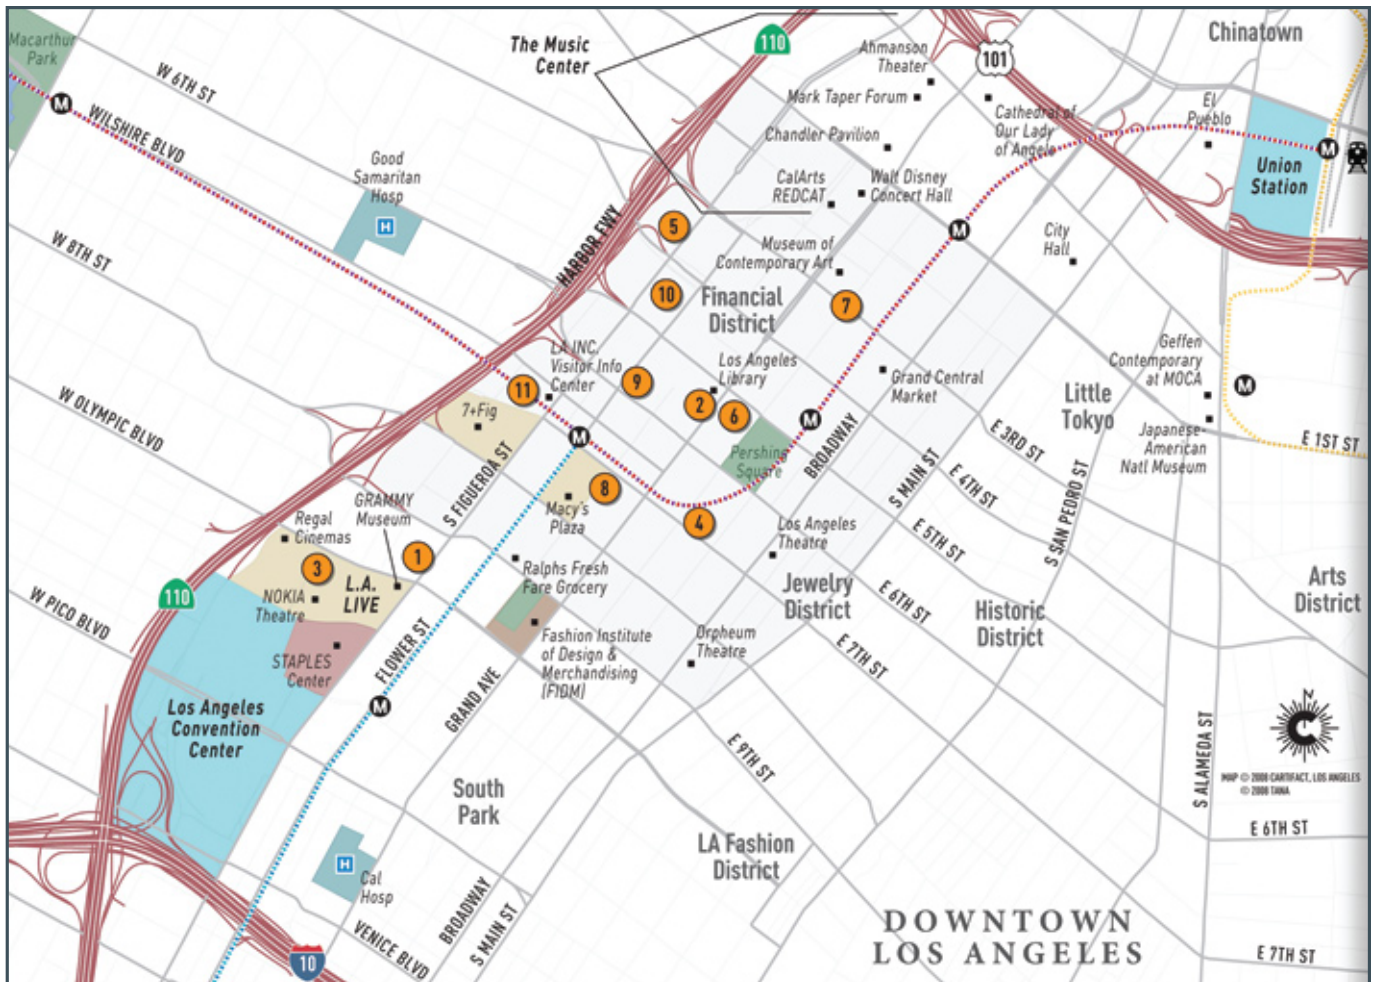 Macarthur
Park
W 6TH ST
WILSHIRE BLVD
M
The Music
Center
110
Ahmanson
Theater
101
Chinatown
Mark Taper Forum
Cathedral of
Our Lady
of Angels
El
Pueblo
Chandler Pavilion
M
Union
Station
Good
Samaritan
Hosp
H
CalArts
REDCAT
Walt Disney
Concert Hall
HARBOR FWY
5
M
City
Hall
W 8TH ST
Museum of
Contemporary Art
10
Financial
District
7
LA INC.
Visitor Info
Center
11
9
Los Angeles
Library
Grand Central
Market
Geffen
Contemporary
at MOCA
M
W OLYMPIC BLVD
7+Fig
2
6
Little
Tokyo
M
M
BROADWAY
E 3RD ST
E 1ST ST
Japanese-
American
Natl Museum
Pershing
Square
S FIGUEROA ST
S MAIN ST
E 4TH ST
S SAN PEDRO ST
8
Macy's
Plaza
4
GRAMMY
Museum
Regal
Cinemas
Los Angeles
Theatre
E 5TH ST
1
3
L.A.
LIVE
NOKIA
Theatre
Ralphs Fresh
Fare Grocery
Jewelry
District
E 6TH ST
Historic
District
Arts
District
110
W PICO BLVD
STAPLES
Center
FLOWER ST
Fashion Institute
of Design &
Merchandising
(FIDM)
Orpheum
Theatre
E 7TH ST
Los Angeles
Convention
Center
M
GRAND AVE
N
C
E 9TH ST
S ALAMEDA ST
MAP © 2008 CARTIFACT, LOS ANGELES
© 2008 TANA
South
Park
E 6TH ST
LA Fashion
District
H
Cal
Hosp
BROADWAY
S MAIN ST
VENICE BLVD
10
DOWNTOWN
LOS ANGELES
E 7TH ST